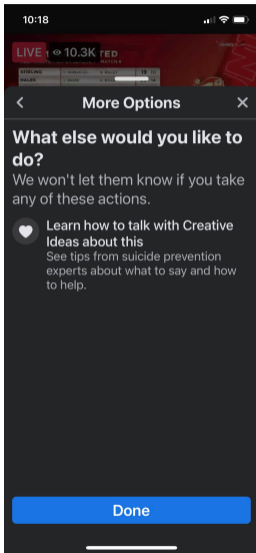 10:18
LIVE 10.3K TED
STIRLING
More Options
What else would you like to
do?
We won't let them know if you take
any of these actions.
Learn how to talk with Creative
Ideas about this
See tips from suicide prevention
experts about what to say and how
to help.
Done